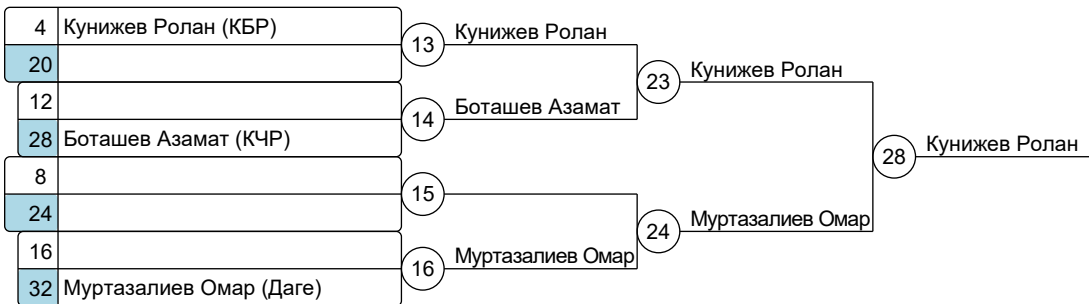 4 Кунижев Ролан (КБР)
13
Кунижев Ролан
20
23
Кунижев Ролан
12
14
Боташев Азамат
28 Боташев Азамат (КЧР)
28
Кунижев Ролан
8
15
24
24
Муртазалиев Омар
16
16
Муртазалиев Омар
32 Муртазалиев Омар (Даге)